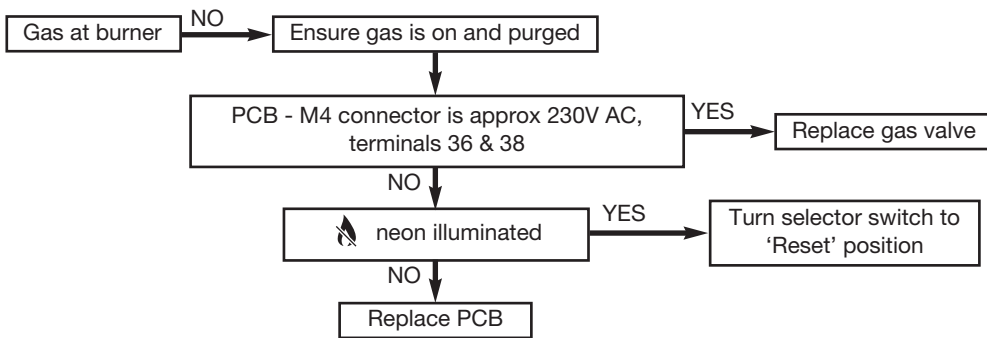 Gas at burner
NO
Ensure gas is on and purged
PCB - M4 connector is approx 230V AC,
terminals 36 & 38
YES
Replace gas valve
NO
neon illuminated
YES
Turn selector switch to
‘Reset’ position
NO
Replace PCB